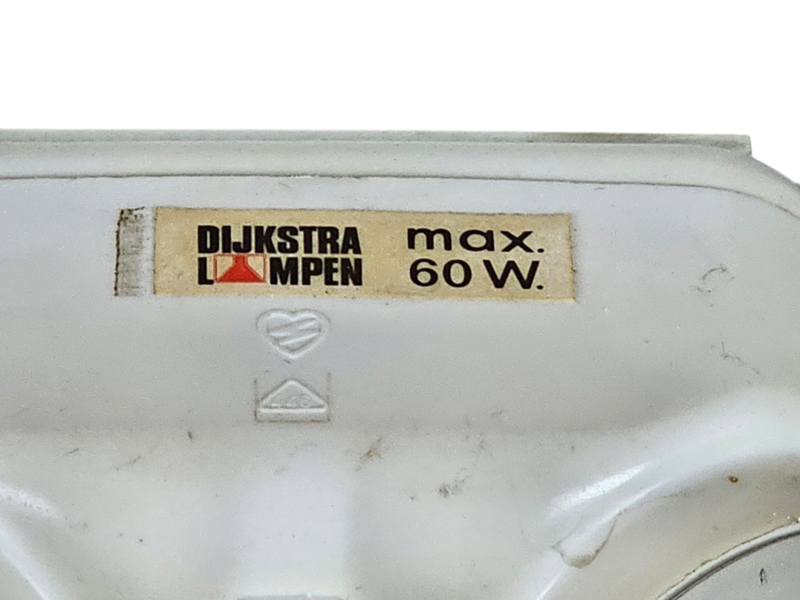 DIJKSTRA
LAMPEN
max.
60 W.